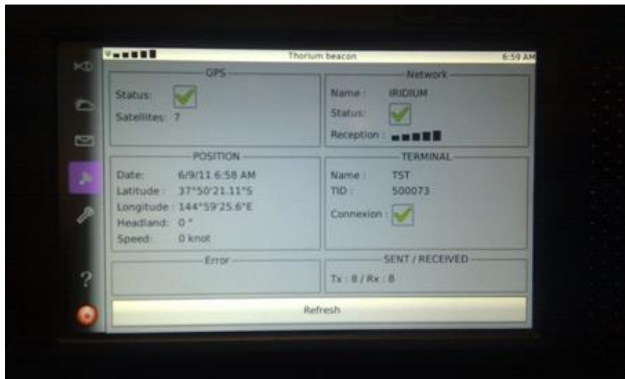 Thorium beacon 6:59 AM
GPS
Status:
Satellites: 7
Network
Name : IRIDIUM
Status:
Reception :
POSITION
Date: 6/9/11 6:58 AM
Latitude : 37°50'21.11"S
Longitude : 144°59'25.6"E
Headland: 0 °
Speed: 0 knot
TERMINAL
Name : TST
TID : 500073
Connexion :
Error
SENT / RECEIVED
Tx : 8 / Rx : 8
Refresh
?